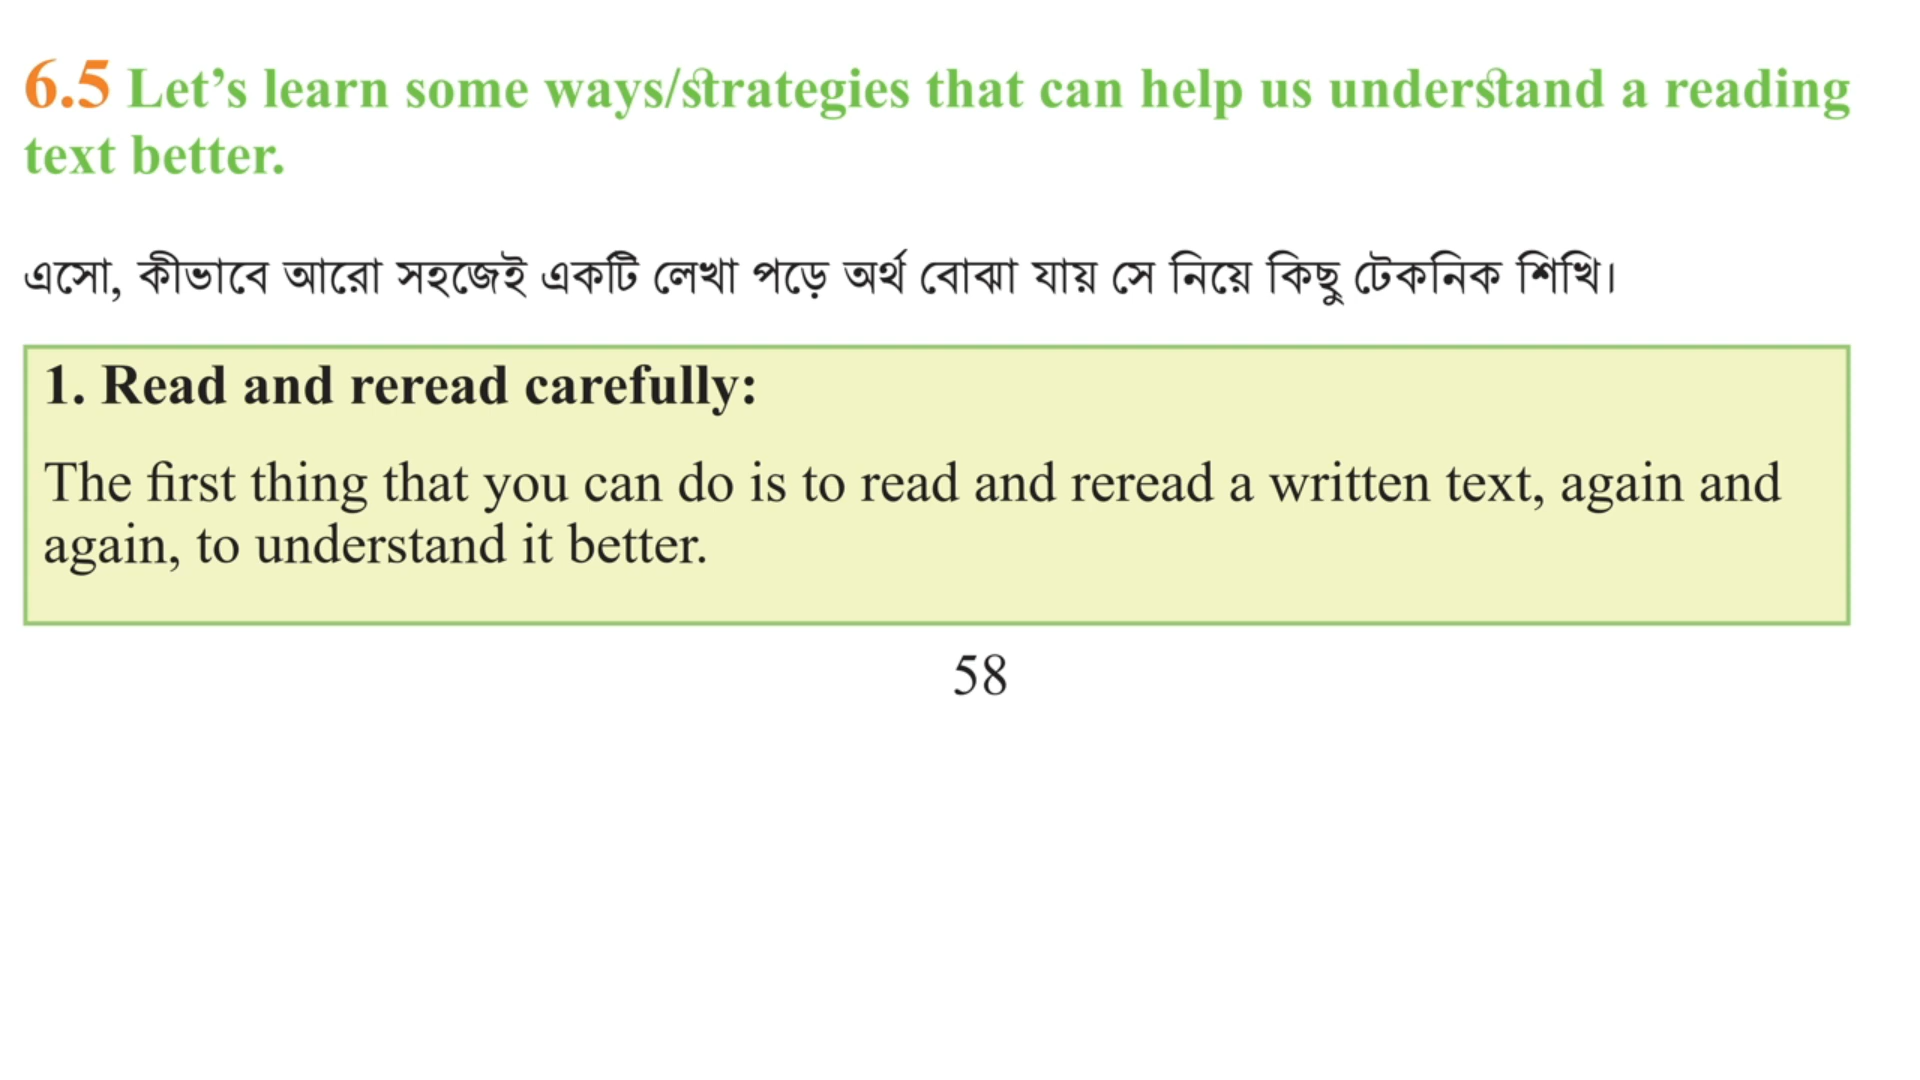 6.5 Let’s learn some ways/strategies that can help us understand a reading
text better.
এসো, কীভাবে আরো সহজেই একটি লেখা পড়ে অর্থ বোঝা যায় সে নিয়ে কিছু টেকনিক শিখি।
1. Read and reread carefully:
The first thing that you can do is to read and reread a written text, again and
again, to understand it better.
58